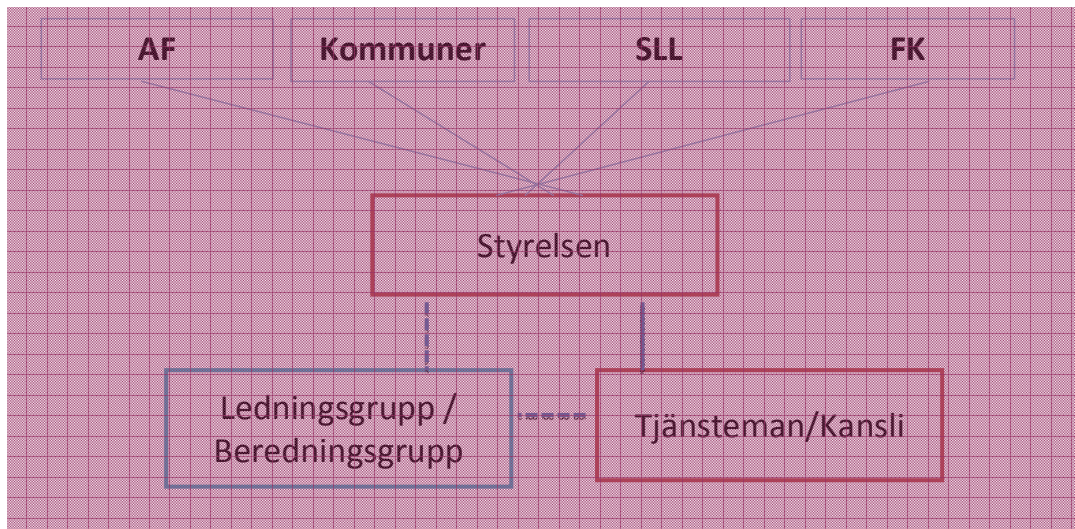 AF
Kommuner
SLL
FK
Styrelsen
Ledningsgrupp /
Beredningsgrupp
Tjänsteman/Kansli